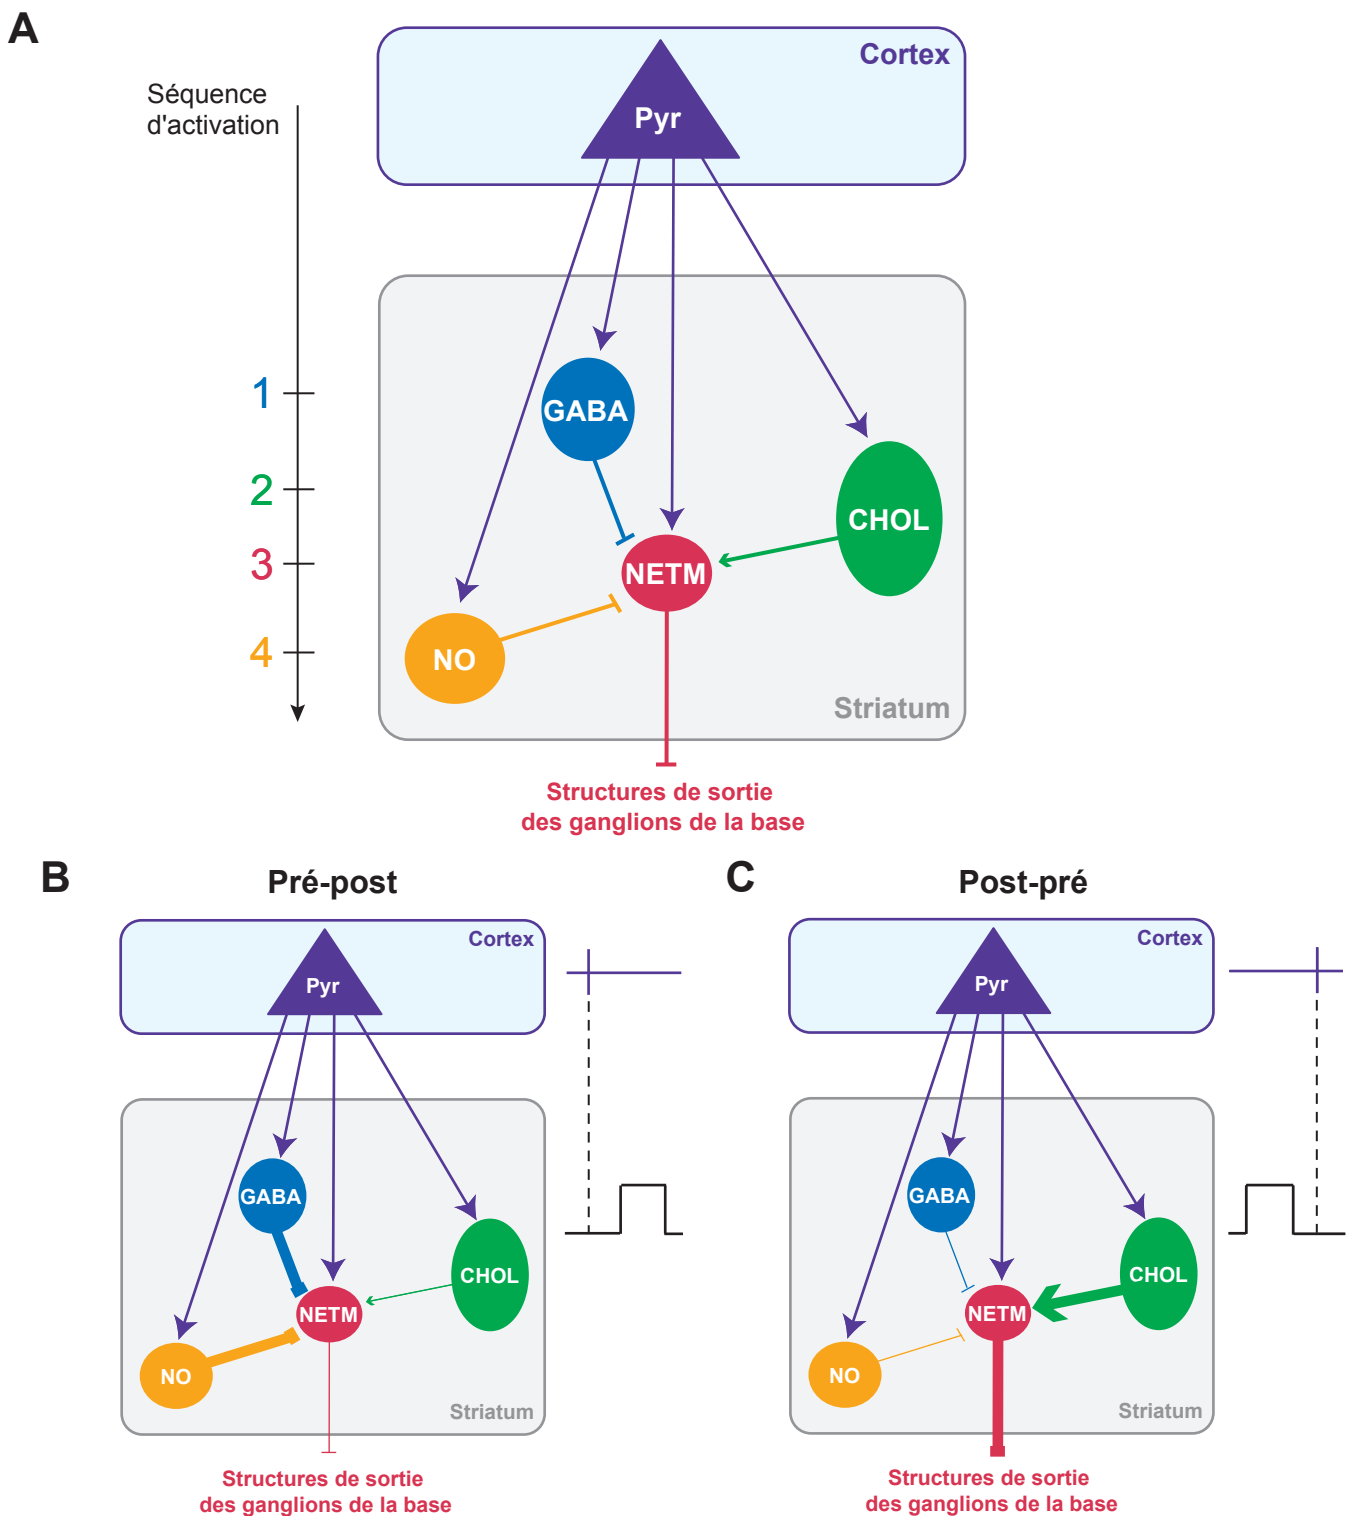 A
Séquence
d'activation
Cortex
Pyr
1
2
3
4
GABA
CHOL
NETM
NO
Striatum
Structures de sortie
des ganglions de la base
B
Pré-post
Cortex
Pyr
GABA
CHOL
NETM
NO
Striatum
Structures de sortie
des ganglions de la base
C
Post-pré
Cortex
Pyr
GABA
CHOL
NETM
NO
Striatum
Structures de sortie
des ganglions de la base